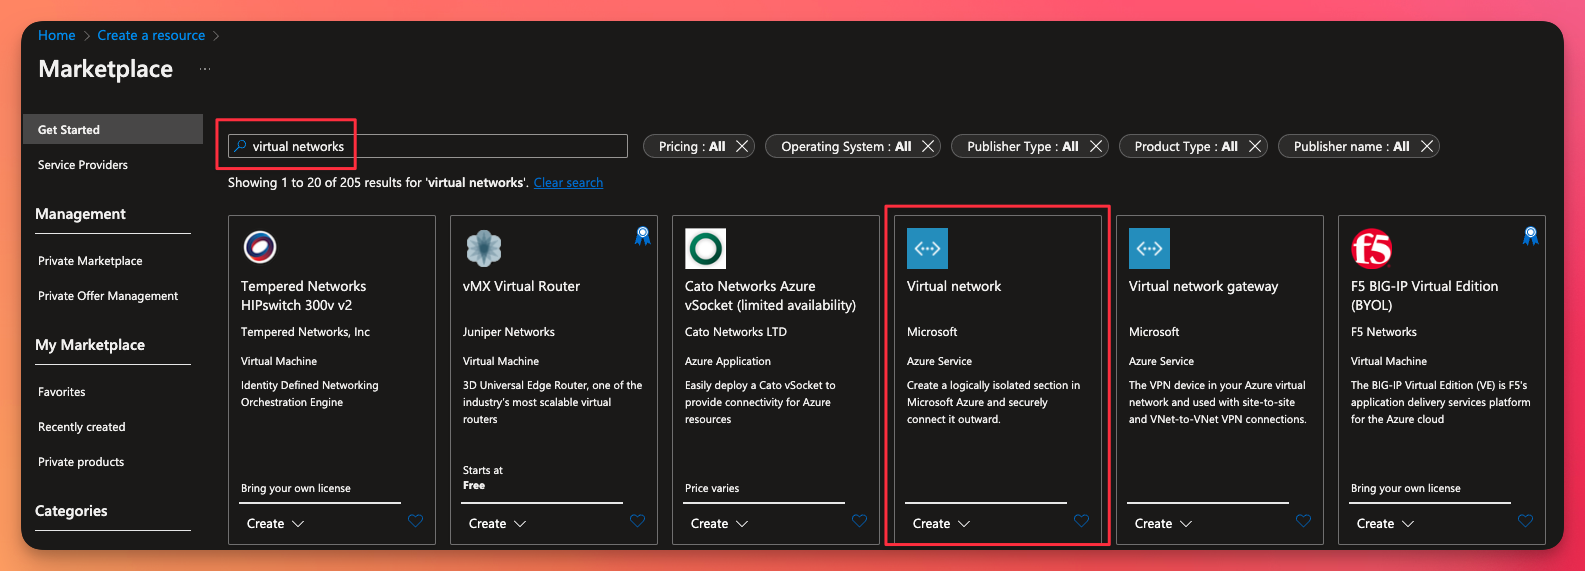 Home > Create a resource >
Marketplace ...
Get Started
Service Providers
Management
Private Marketplace
Private Offer Management
My Marketplace
Favorites
Recently created
Private products
Categories
virtual networks
Pricing : All
Operating System : All
Publisher Type : All
Product Type : All
Publisher name : All
Showing 1 to 20 of 205 results for 'virtual networks'. Clear search
Tempered Networks
HIPswitch 300v v2
Tempered Networks, Inc
Virtual Machine
Identity Defined Networking
Orchestration Engine
Bring your own license
Create
vMX Virtual Router
Juniper Networks
Virtual Machine
3D Universal Edge Router, one of the
industry's most scalable virtual
routers
Starts at
Free
Create
Cato Networks Azure
vSocket (limited availability)
Cato Networks LTD
Azure Application
Easily deploy a Cato vSocket to
provide connectivity for Azure
resources
Price varies
Create
Virtual network
Microsoft
Azure Service
Create a logically isolated section in
Microsoft Azure and securely
connect it outward.
Create
Virtual network gateway
Microsoft
Azure Service
The VPN device in your Azure virtual
network and used with site-to-site
and VNet-to-VNet VPN connections.
Create
f5
F5 BIG-IP Virtual Edition
(BYOL)
F5 Networks
Virtual Machine
The BIG-IP Virtual Edition (VE) is F5's
application delivery services platform
for the Azure cloud
Bring your own license
Create